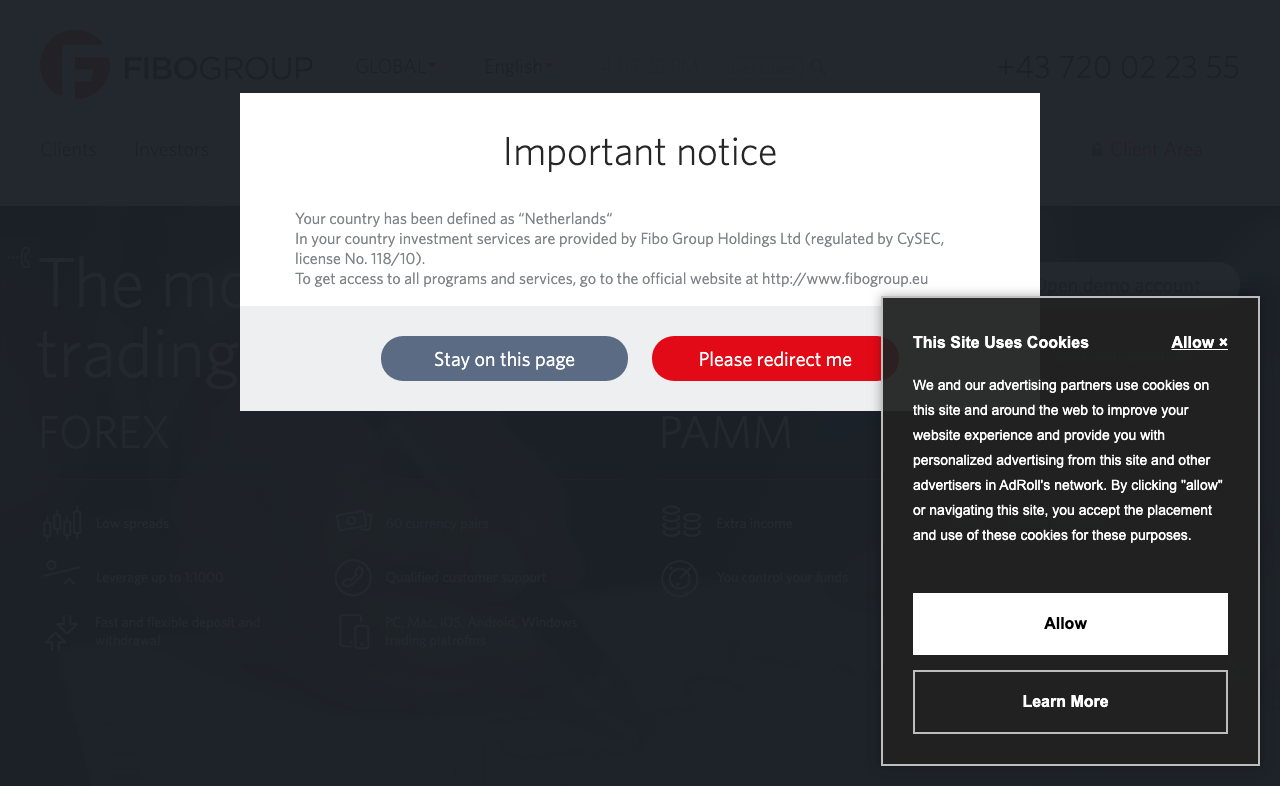 FIBOGROUP
GLOBAL
English
+43 720 02 23 55
Clients
Investors
Client Area
Important notice
Your country has been defined as “Netherlands“
In your country investment services are provided by Fibo Group Holdings Ltd (regulated by CySEC,
license No. 118/10).
To get access to all programs and services, go to the official website at http://www.fibogroup.eu
Stay on this page
Please redirect me
The mo
trading
open demo account
FOREX
PAMM
Low spreads
60 currency pairs
Extra income
Leverage up to 1:1000
Qualified customer support
You control your funds
Fast and flexible deposit and
withdrawal
PC, Mac, iOS, Android, Windows
trading platrofms
This Site Uses Cookies
Allow ×
We and our advertising partners use cookies on
this site and around the web to improve your
website experience and provide you with
personalized advertising from this site and other
advertisers in AdRoll's network. By clicking "allow"
or navigating this site, you accept the placement
and use of these cookies for these purposes.
Allow
Learn More